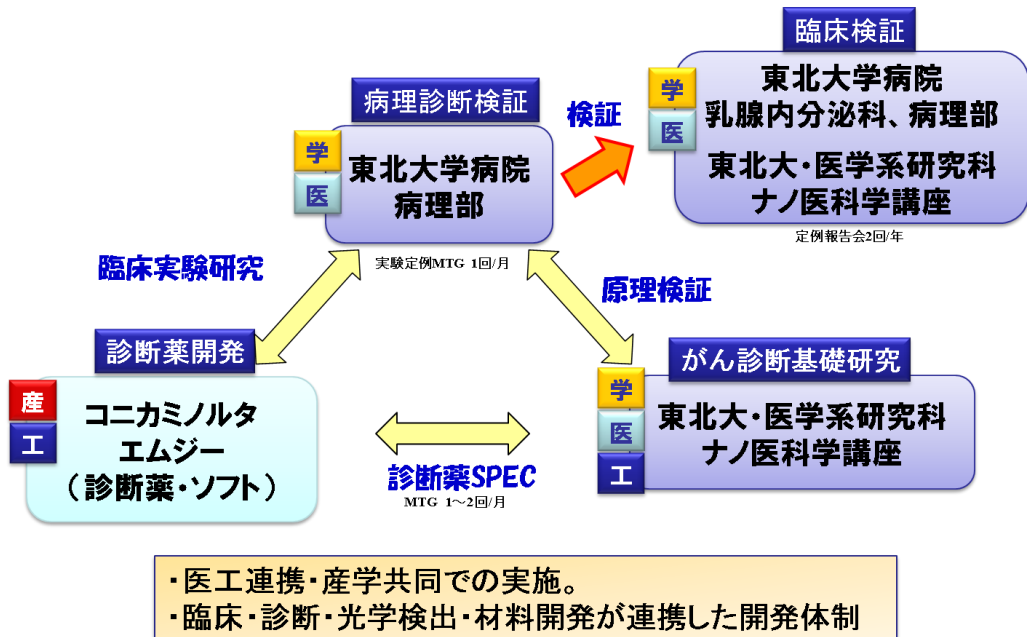 臨床検証
学
医
東北大学病院
乳腺内分泌科、病理部
東北大・医学系研究科
ナノ医科学講座
定例報告会2回/年
検証
病理診断検証
学
医
東北大学病院
病理部
実験定例MTG 1回/月
臨床実験研究
原理検証
診断薬開発
産
工
コニカミノルタ
エムジー
（診断薬・ソフト）
診断薬SPEC
MTG 1～2回/月
がん診断基礎研究
学
医
工
東北大・医学系研究科
ナノ医科学講座
・医工連携・産学共同での実施。
・臨床・診断・光学検出・材料開発が連携した開発体制